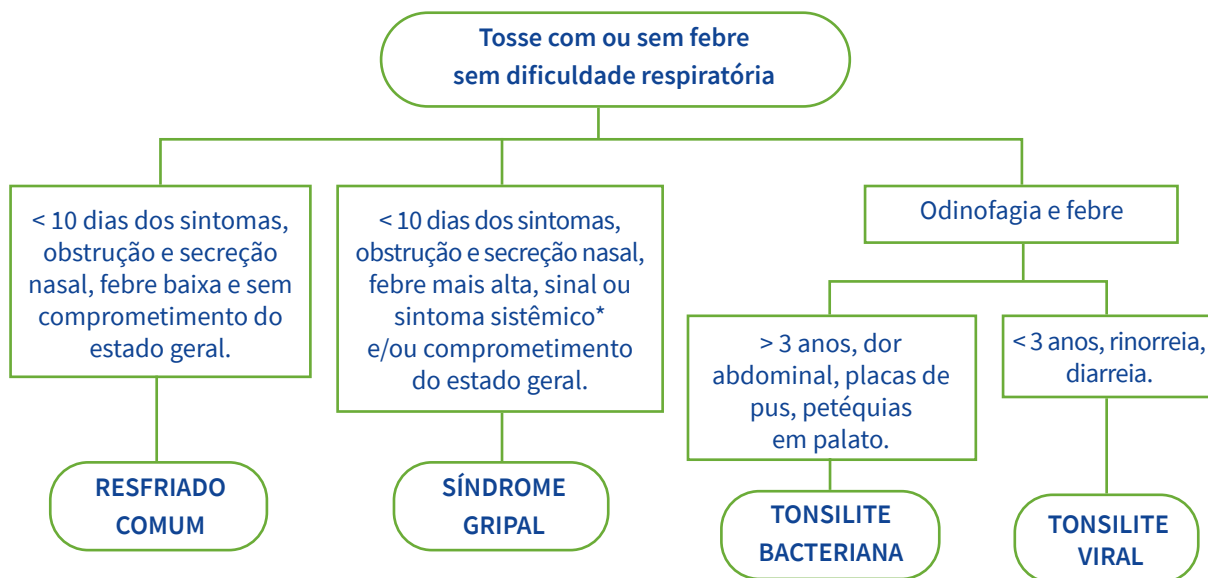 Tosse com ou sem febre
sem dificuldade respiratória
< 10 dias dos sintomas,
obstrução e secreção
nasal, febre baixa e sem
comprometimento do
estado geral.
< 10 dias dos sintomas,
obstrução e secreção nasal,
febre mais alta, sinal ou
sintoma sistêmico*
e/ou comprometimento
do estado geral.
Odinofagia e febre
> 3 anos, dor
abdominal, placas de
pus, petéquias
em palato.
< 3 anos, rinorreia,
diarreia.
RESFRIADO
COMUM
SÍNDROME
GRIPAL
TONSILITE
BACTERIANA
TONSILITE
VIRAL